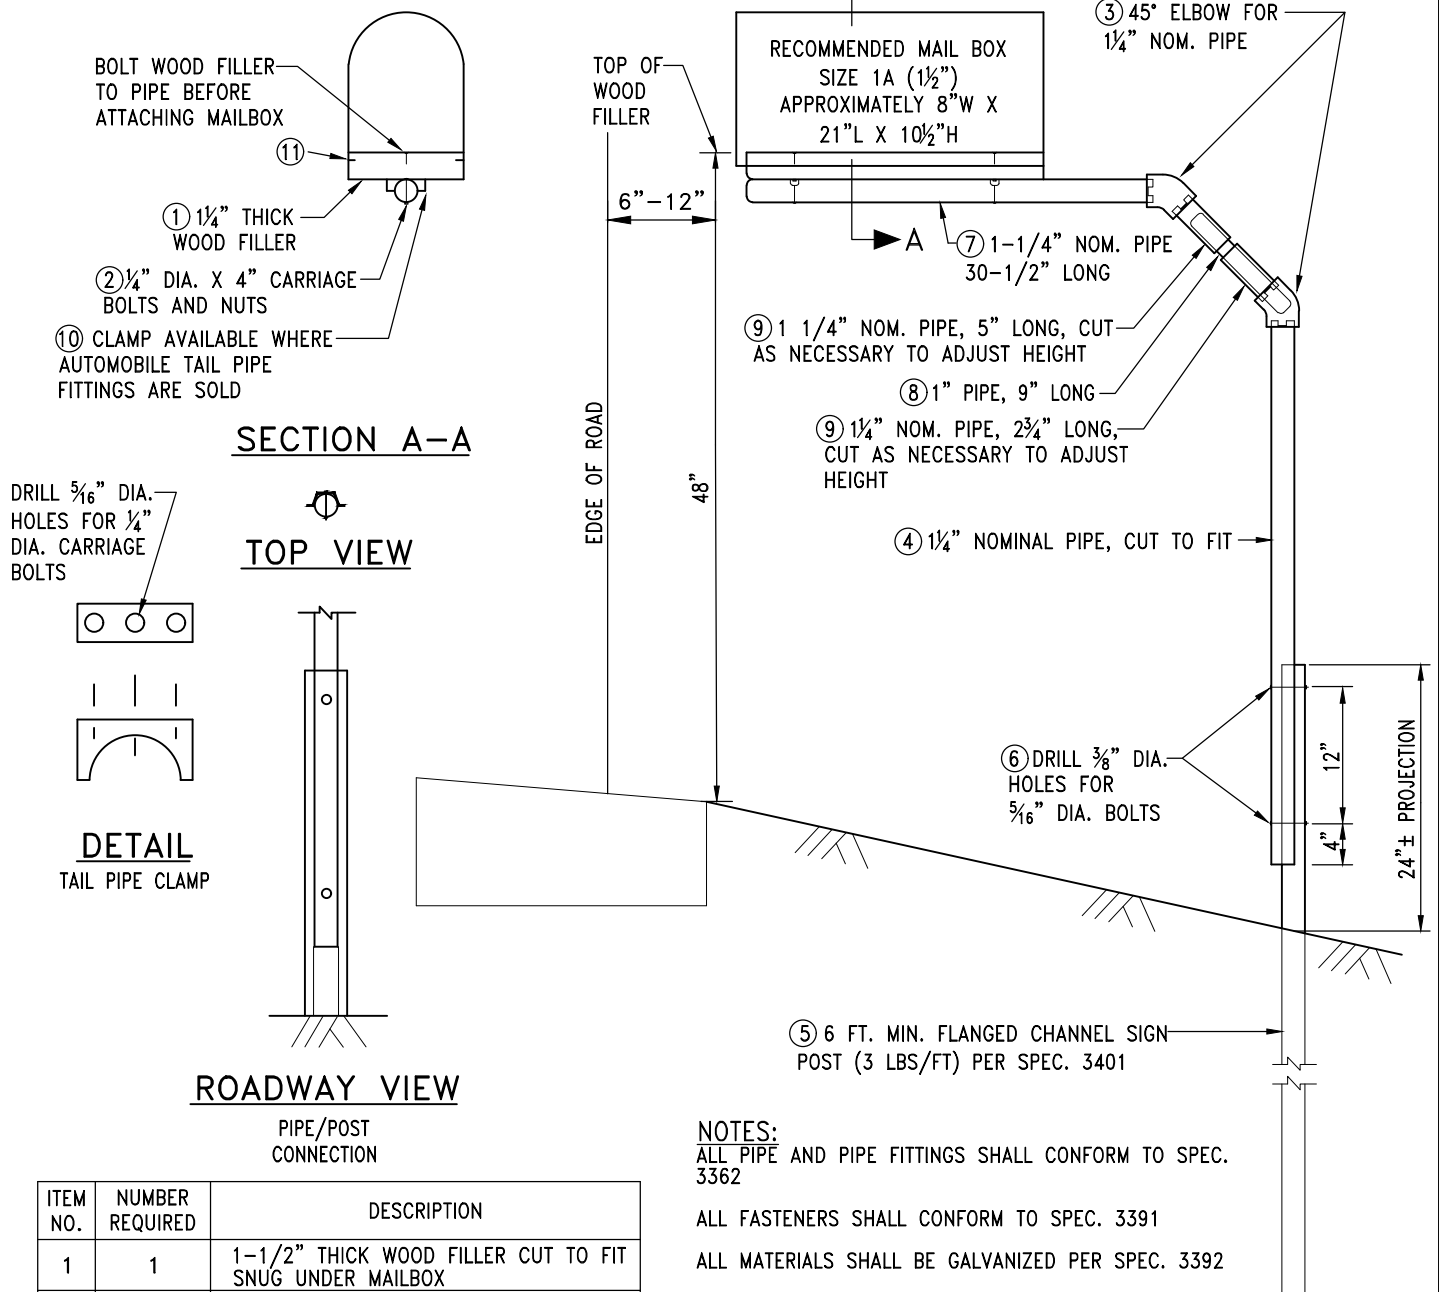 BOLT WOOD FILLER
TO PIPE BEFORE
ATTACHING MAILBOX
⑪
① 1¼” THICK
WOOD FILLER
② ¼” DIA. X 4” CARRIAGE
BOLTS AND NUTS
⑩ CLAMP AVAILABLE WHERE
AUTOMOBILE TAIL PIPE
FITTINGS ARE SOLD
SECTION A–A
DRILL 5⁄16” DIA.
HOLES FOR ¼”
DIA. CARRIAGE
BOLTS
TOP VIEW
DETAIL
TAIL PIPE CLAMP
ROADWAY VIEW
PIPE/POST
CONNECTION
TOP OF
WOOD
FILLER
6”–12”
EDGE OF ROAD
48”
RECOMMENDED MAIL BOX
SIZE 1A (1½”)
APPROXIMATELY 8”W X
21”L X 10½”H
A
③ 45° ELBOW FOR
1¼” NOM. PIPE
⑦ 1–1/4” NOM. PIPE
30–1/2” LONG
⑨ 1 1/4” NOM. PIPE, 5” LONG, CUT
AS NECESSARY TO ADJUST HEIGHT
⑧ 1” PIPE, 9” LONG
⑨ 1¼” NOM. PIPE, 2¾” LONG,
CUT AS NECESSARY TO ADJUST
HEIGHT
④ 1¼” NOMINAL PIPE, CUT TO FIT
⑥ DRILL ⅜” DIA.
HOLES FOR
5⁄16” DIA. BOLTS
12”
4”
24”± PROJECTION
⑤ 6 FT. MIN. FLANGED CHANNEL SIGN
POST (3 LBS/FT) PER SPEC. 3401
NOTES:
ALL PIPE AND PIPE FITTINGS SHALL CONFORM TO SPEC.
3362
ALL FASTENERS SHALL CONFORM TO SPEC. 3391
ALL MATERIALS SHALL BE GALVANIZED PER SPEC. 3392
ITEM NO. NUMBER REQUIRED DESCRIPTION
1 1 1–1/2” THICK WOOD FILLER CUT TO FIT
SNUG UNDER MAILBOX